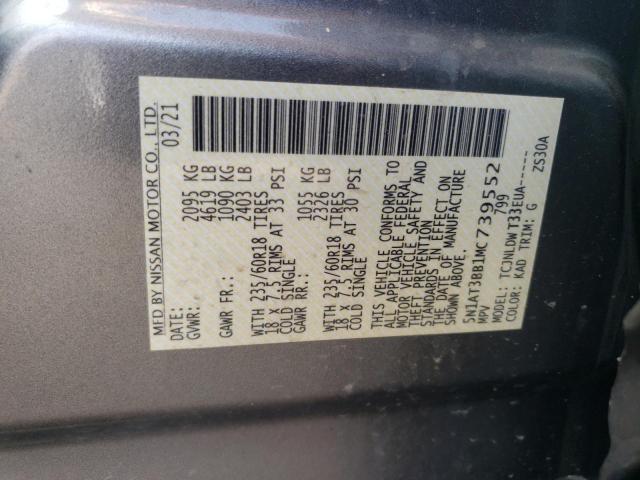 MFD BY NISSAN MOTOR CO., LTD.
DATE: 03/21
GVWR: 2095 KG
4619 LB
GAWR FR.: 1090 KG
2403 LB
WITH 235/60R18 TIRES
18 X 7.5 RIMS AT 33 PSI
COLD SINGLE
GAWR RR.: 1055 KG
2326 LB
WITH 235/60R18 TIRES
18 X 7.5 RIMS AT 30 PSI
COLD SINGLE
THIS VEHICLE CONFORMS TO
ALL APPLICABLE FEDERAL
MOTOR VEHICLE SAFETY AND
THEFT PREVENTION
STANDARDS IN EFFECT ON
THE DATE OF MANUFACTURE
SHOWN ABOVE.
5N1AT3BB1MC739552
MPV 799
MODEL: TCJNLDWT33EUA-----
COLOR: KAD TRIM: G
ZS30A